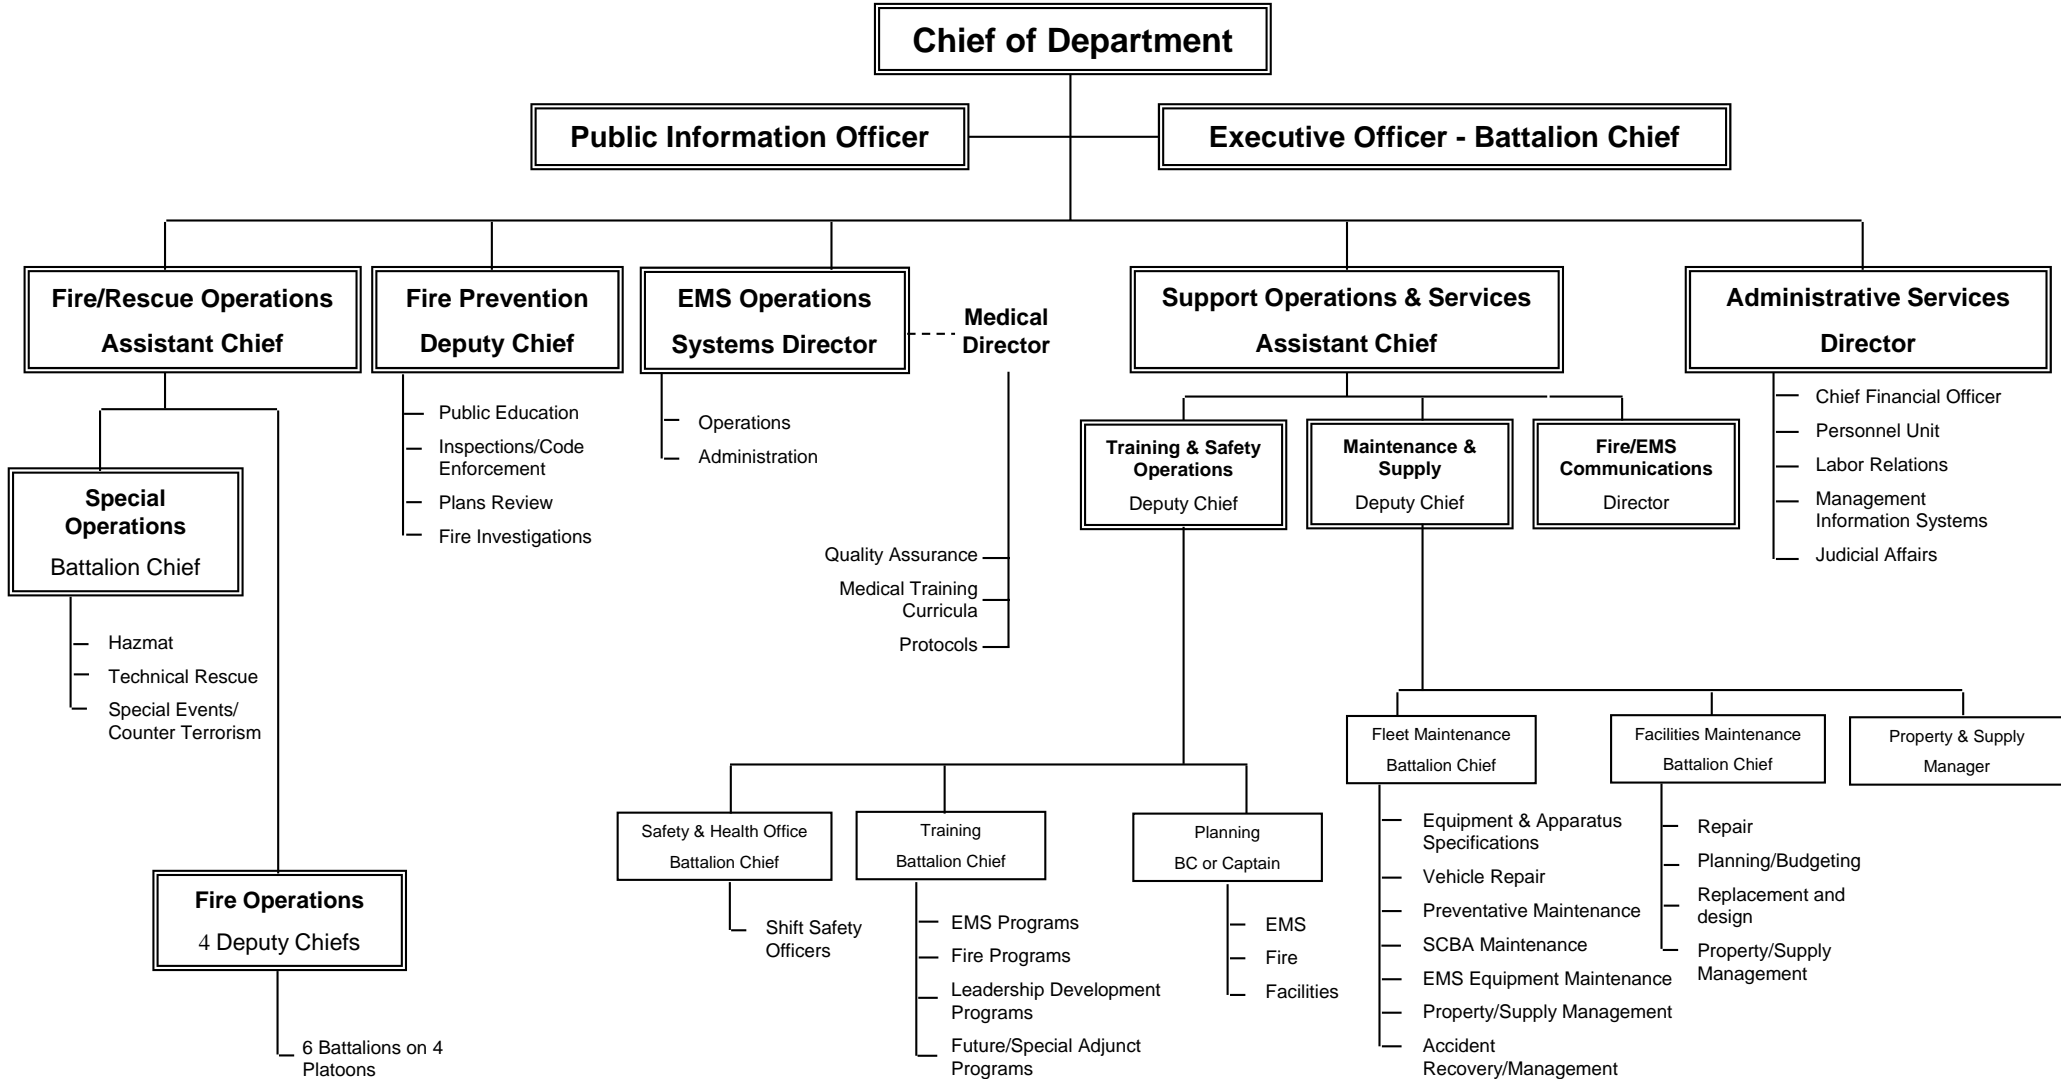 Chief of Department
Public Information Officer
Executive Officer - Battalion Chief
Fire/Rescue Operations
Assistant Chief
Fire Prevention
Deputy Chief
EMS Operations
Systems Director
Medical
Director
Support Operations & Services
Assistant Chief
Administrative Services
Director
Public Education
Inspections/Code
Enforcement
Plans Review
Fire Investigations
Operations
Administration
Quality Assurance
Medical Training
Curricula
Protocols
Training & Safety
Operations
Deputy Chief
Maintenance &
Supply
Deputy Chief
Fire/EMS
Communications
Director
Chief Financial Officer
Personnel Unit
Labor Relations
Management
Information Systems
Judicial Affairs
Special
Operations
Battalion Chief
Hazmat
Technical Rescue
Special Events/
Counter Terrorism
Fire Operations
4 Deputy Chiefs
6 Battalions on 4
Platoons
Safety & Health Office
Battalion Chief
Shift Safety
Officers
Training
Battalion Chief
EMS Programs
Fire Programs
Leadership Development
Programs
Future/Special Adjunct
Programs
Planning
BC or Captain
EMS
Fire
Facilities
Fleet Maintenance
Battalion Chief
Equipment & Apparatus
Specifications
Vehicle Repair
Preventative Maintenance
SCBA Maintenance
EMS Equipment Maintenance
Property/Supply Management
Accident
Recovery/Management
Facilities Maintenance
Battalion Chief
Repair
Planning/Budgeting
Replacement and
design
Property/Supply
Management
Property & Supply
Manager